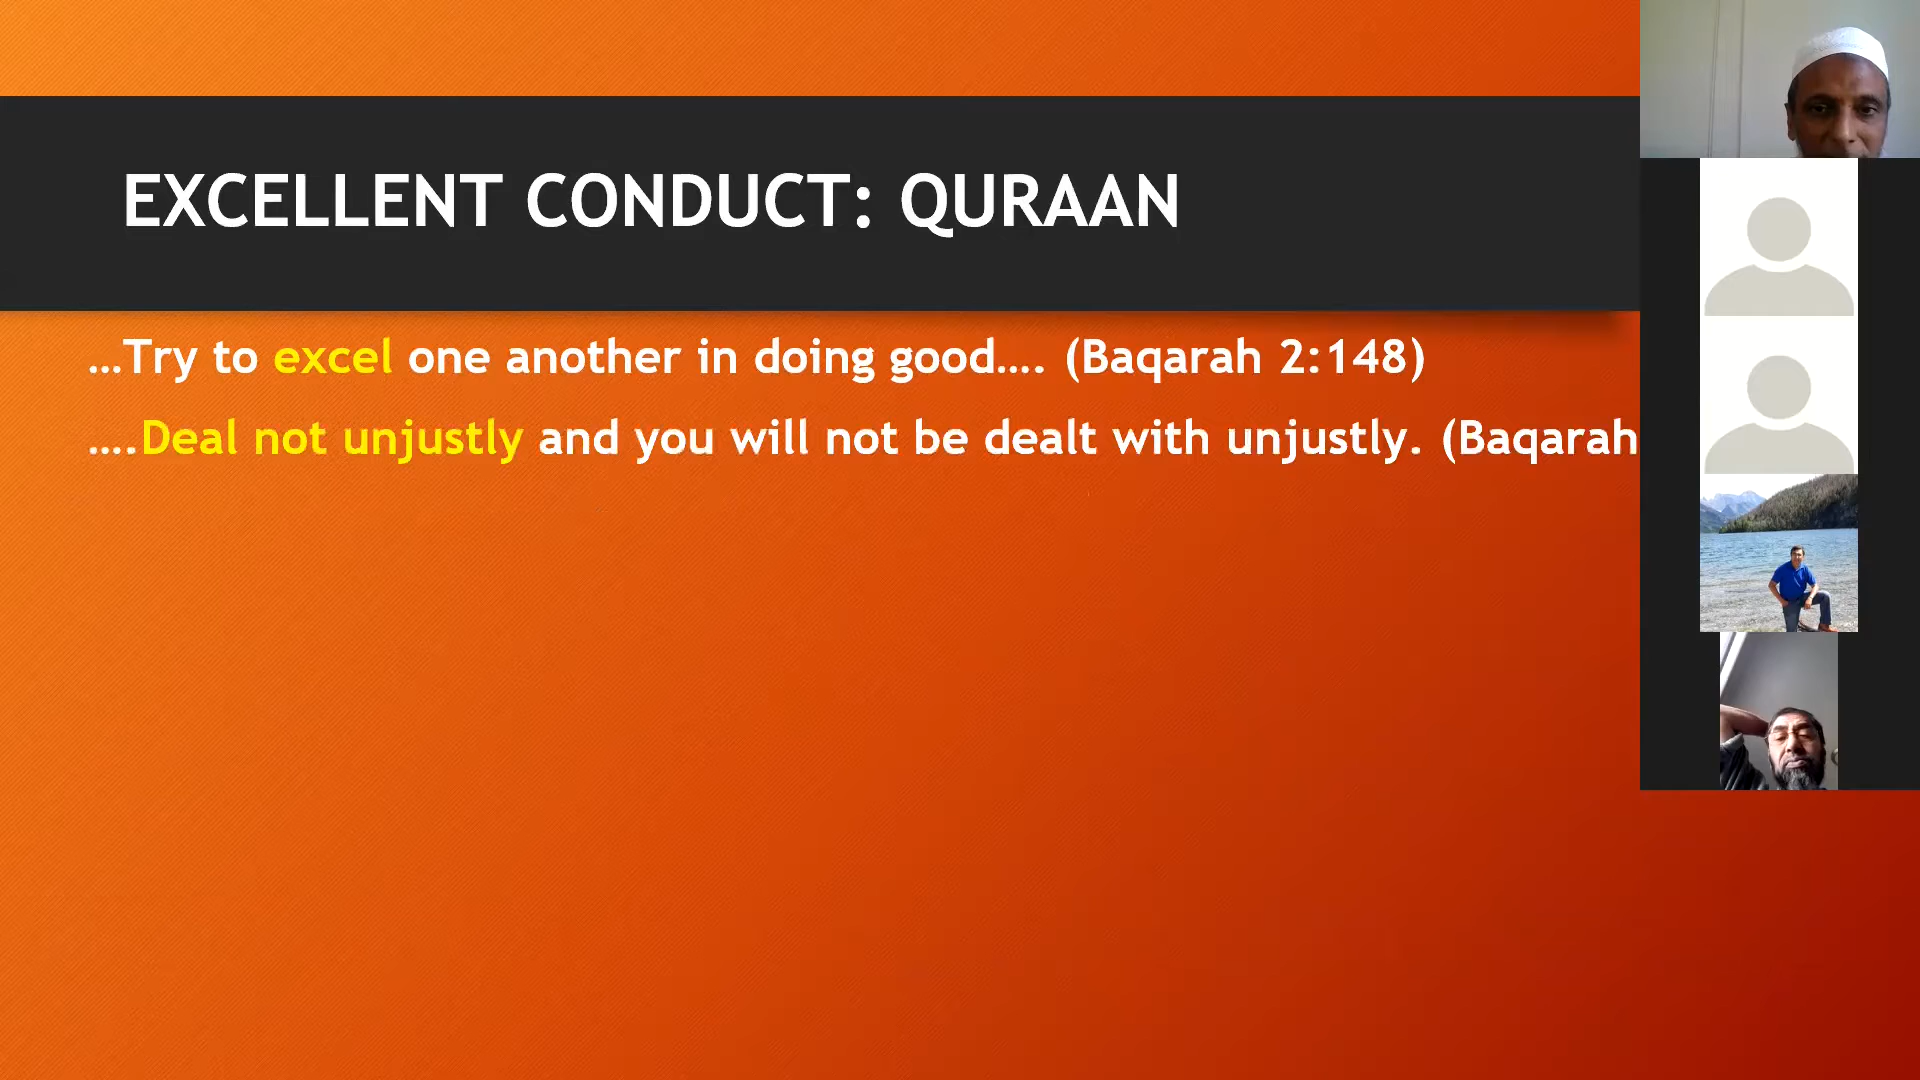 EXCELLENT CONDUCT: QURAAN
…Try to excel one another in doing good…. (Baqarah 2:148)
….Deal not unjustly and you will not be dealt with unjustly. (Baqarah